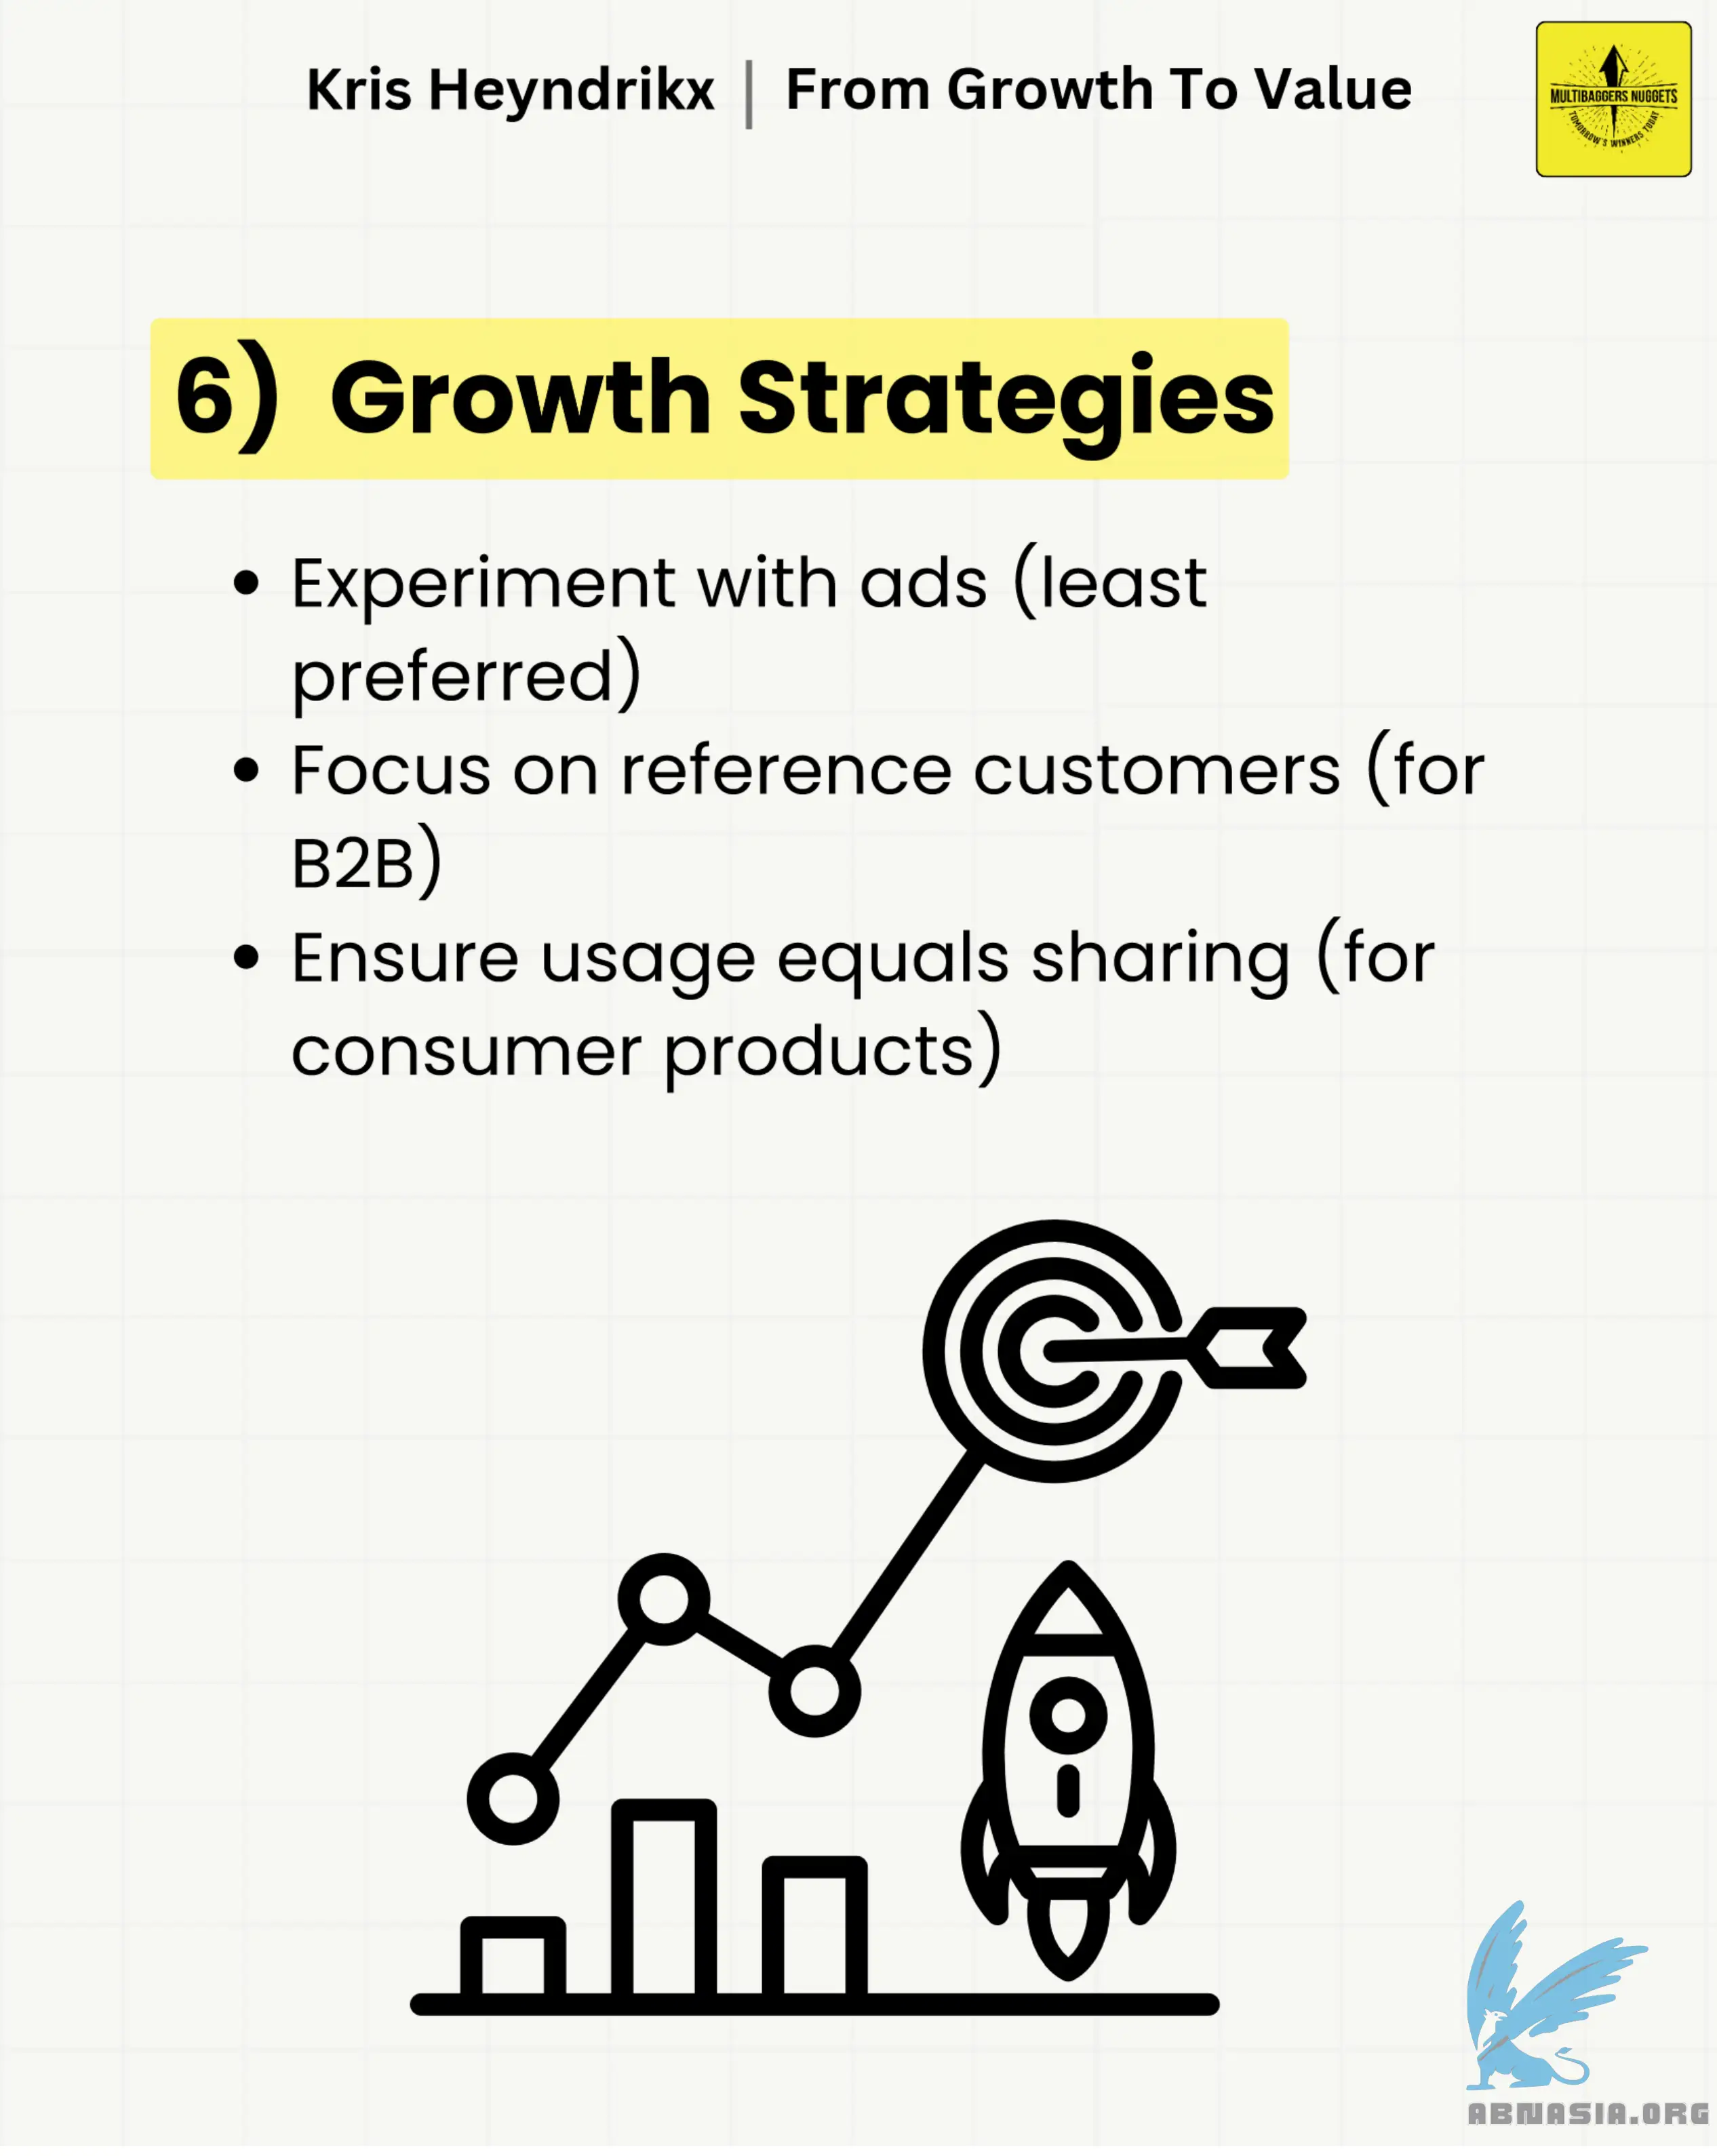 Kris Heyndrikx | From Growth To Value
MULTIBAGGERS NUGGETS
TOMORROW'S WINNERS TODAY
6) Growth Strategies
• Experiment with ads (least
preferred)
• Focus on reference customers (for
B2B)
• Ensure usage equals sharing (for
consumer products)
ABNASIA.ORG